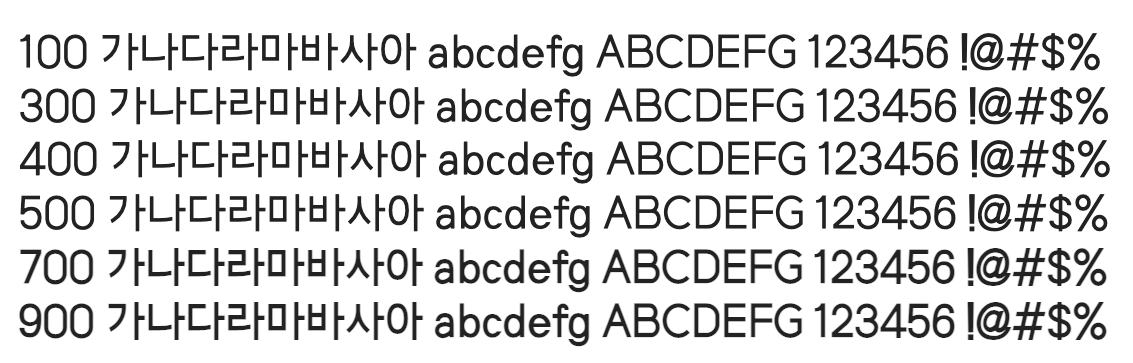 100 가나다라마바사아 abcdefg ABCDEFG 123456 !@#$%
300 가나다라마바사아 abcdefg ABCDEFG 123456 !@#$%
400 가나다라마바사아 abcdefg ABCDEFG 123456 !@#$%
500 가나다라마바사아 abcdefg ABCDEFG 123456 !@#$%
700 가나다라마바사아 abcdefg ABCDEFG 123456 !@#$%
900 가나다라마바사아 abcdefg ABCDEFG 123456 !@#$%